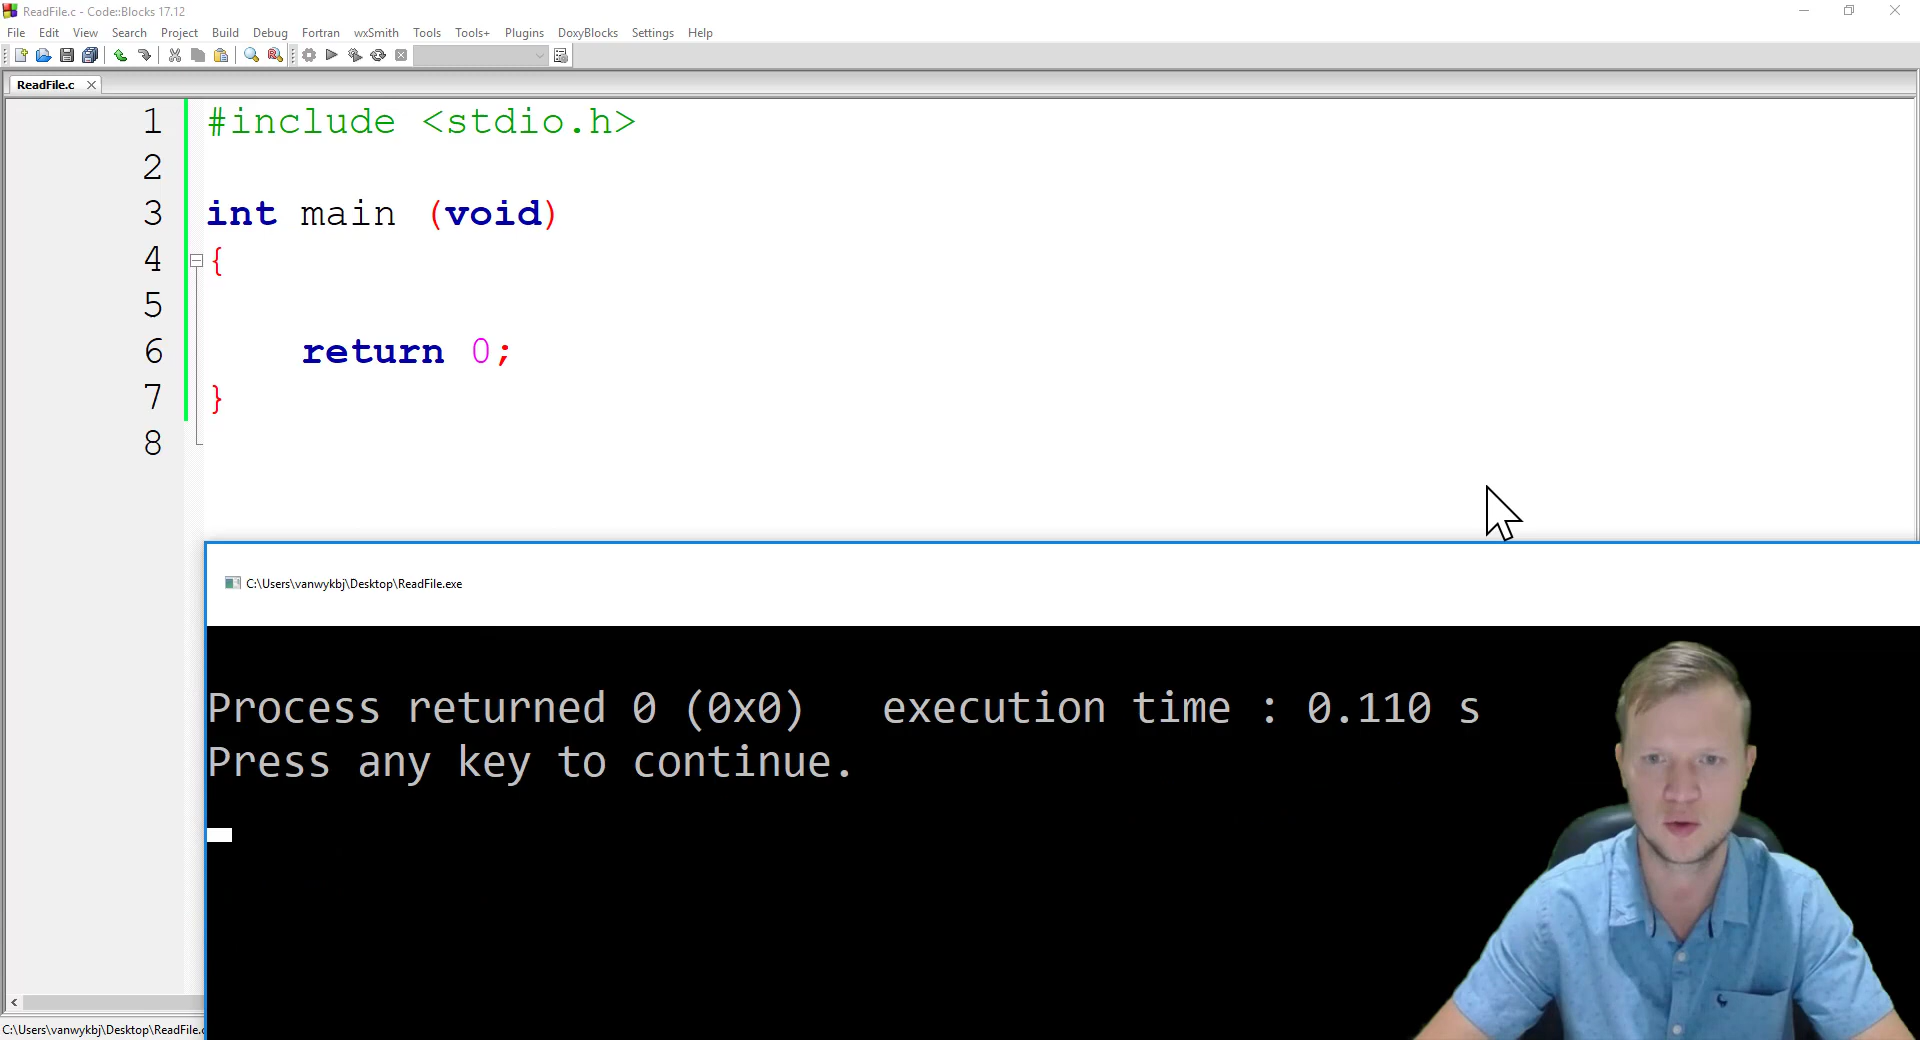 ReadFile.c - Code::Blocks 17.12
File Edit View Search Project Build Debug Fortran wxSmith Tools Tools+ Plugins DoxyBlocks Settings Help
ReadFile.c
1 #include <stdio.h>
2
3 int main (void)
4 {
5
6 return 0;
7 }
8
C:\Users\vanwykbj\Desktop\ReadFile.exe
Process returned 0 (0x0) execution time : 0.110 s
Press any key to continue.
C:\Users\vanwykbj\Desktop\ReadFile.c